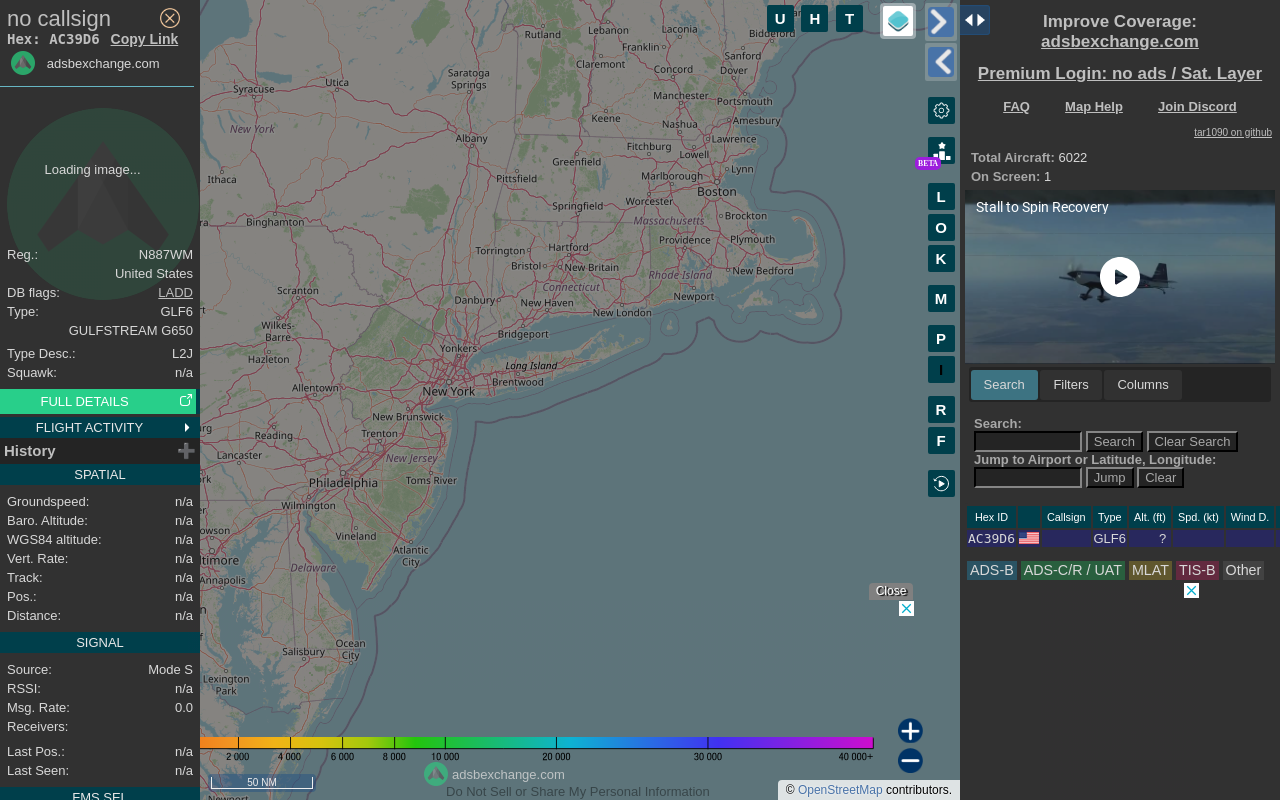 no callsign
Hex: AC39D6 Copy Link
adsbexchange.com
Loading image...
Reg.: N887WM
United States
DB flags: LADD
Type: GLF6
GULFSTREAM G650
Type Desc.: L2J
Squawk: n/a
FULL DETAILS
FLIGHT ACTIVITY
History
SPATIAL
Groundspeed: n/a
Baro. Altitude: n/a
WGS84 altitude: n/a
Vert. Rate: n/a
Track: n/a
Pos.: n/a
Distance: n/a
SIGNAL
Source: Mode S
RSSI: n/a
Msg. Rate: 0.0
Receivers:
Last Pos.: n/a
Last Seen: n/a
FMS SEL
Rutland
Lebanon
Laconia
Biddeford
Franklin
Sanford
Claremont
Concord
Dover
Saratoga
Springs
Utica
Syracuse
Manchester
Portsmouth
Keene
Nashua
Amesbury
New York
Albany
Lawrence
Fitchburg
Lowell
Greenfield
Lynn
Ithaca
Pittsfield
Marlborough
Boston
Worcester
Springfield
Brockton
Massachusetts
Binghamton
Providence
Plymouth
Torrington
Hartford
Bristol
New Britain
Rhode Island
New Bedford
Connecticut
Scranton
Danbury
New Haven
Newport
New London
Wilkes-
Barre
Bridgeport
Yonkers
Hazleton
Long Island
Brentwood
Allentown
New York
New Brunswick
Reading
Trenton
Lancaster
New Jersey
Philadelphia
Toms River
Wilmington
Vineland
Atlantic
City
Annapolis
Delaware
Ocean
City
Salisbury
Lexington
Park
U H T
L
O
K
M
P
I
R
F
BETA
Close
2 000 4 000 6 000 8 000 10 000 20 000 30 000 40 000+
50 NM
adsbexchange.com
Do Not Sell or Share My Personal Information
© OpenStreetMap contributors.
Improve Coverage:
adsbexchange.com
Premium Login: no ads / Sat. Layer
FAQ Map Help Join Discord
tar1090 on github
Total Aircraft: 6022
On Screen: 1
Stall to Spin Recovery
Search Filters Columns
Search:
Search Clear Search
Jump to Airport or Latitude, Longitude:
Jump Clear
Hex ID Callsign Type Alt. (ft) Spd. (kt) Wind D.
AC39D6 GLF6 ?
ADS-B ADS-C/R / UAT MLAT TIS-B Other